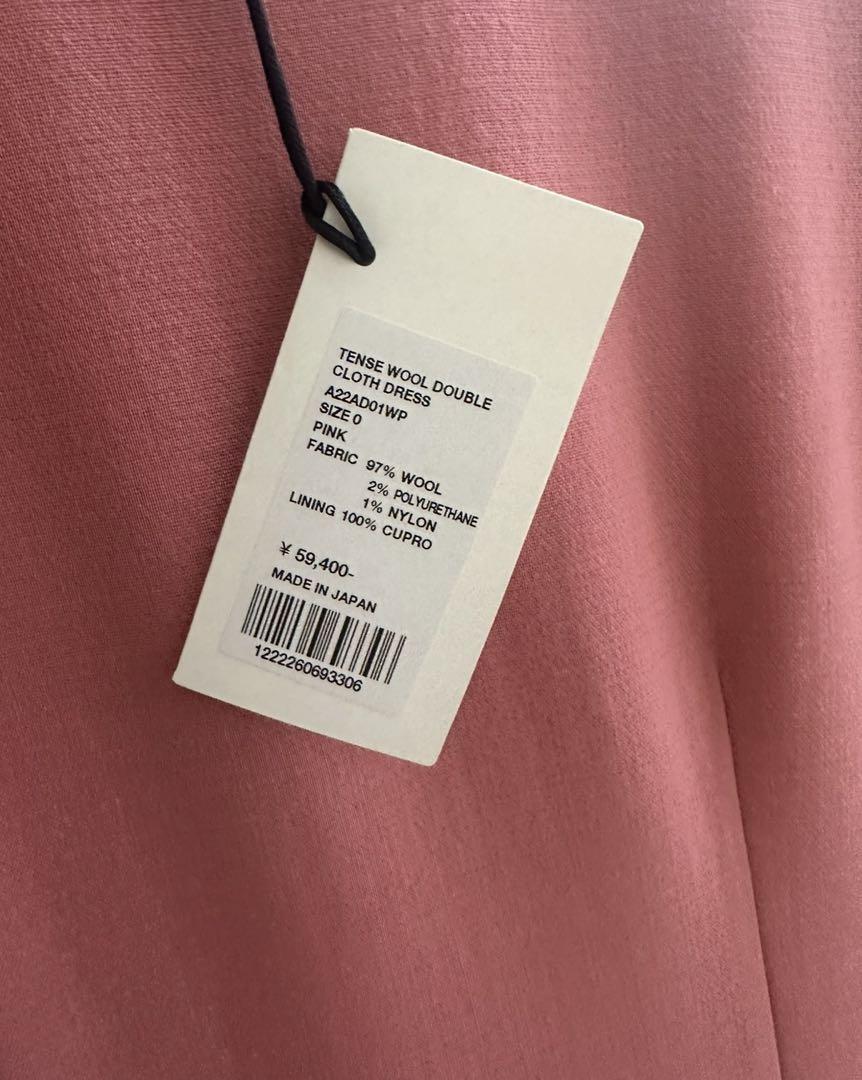 TENSE WOOL DOUBLE
CLOTH DRESS
A22AD01WP
SIZE 0
PINK
FABRIC 97% WOOL
2% POLYURETHANE
1% NYLON
LINING 100% CUPRO
¥ 59,400-
MADE IN JAPAN
1222260693306